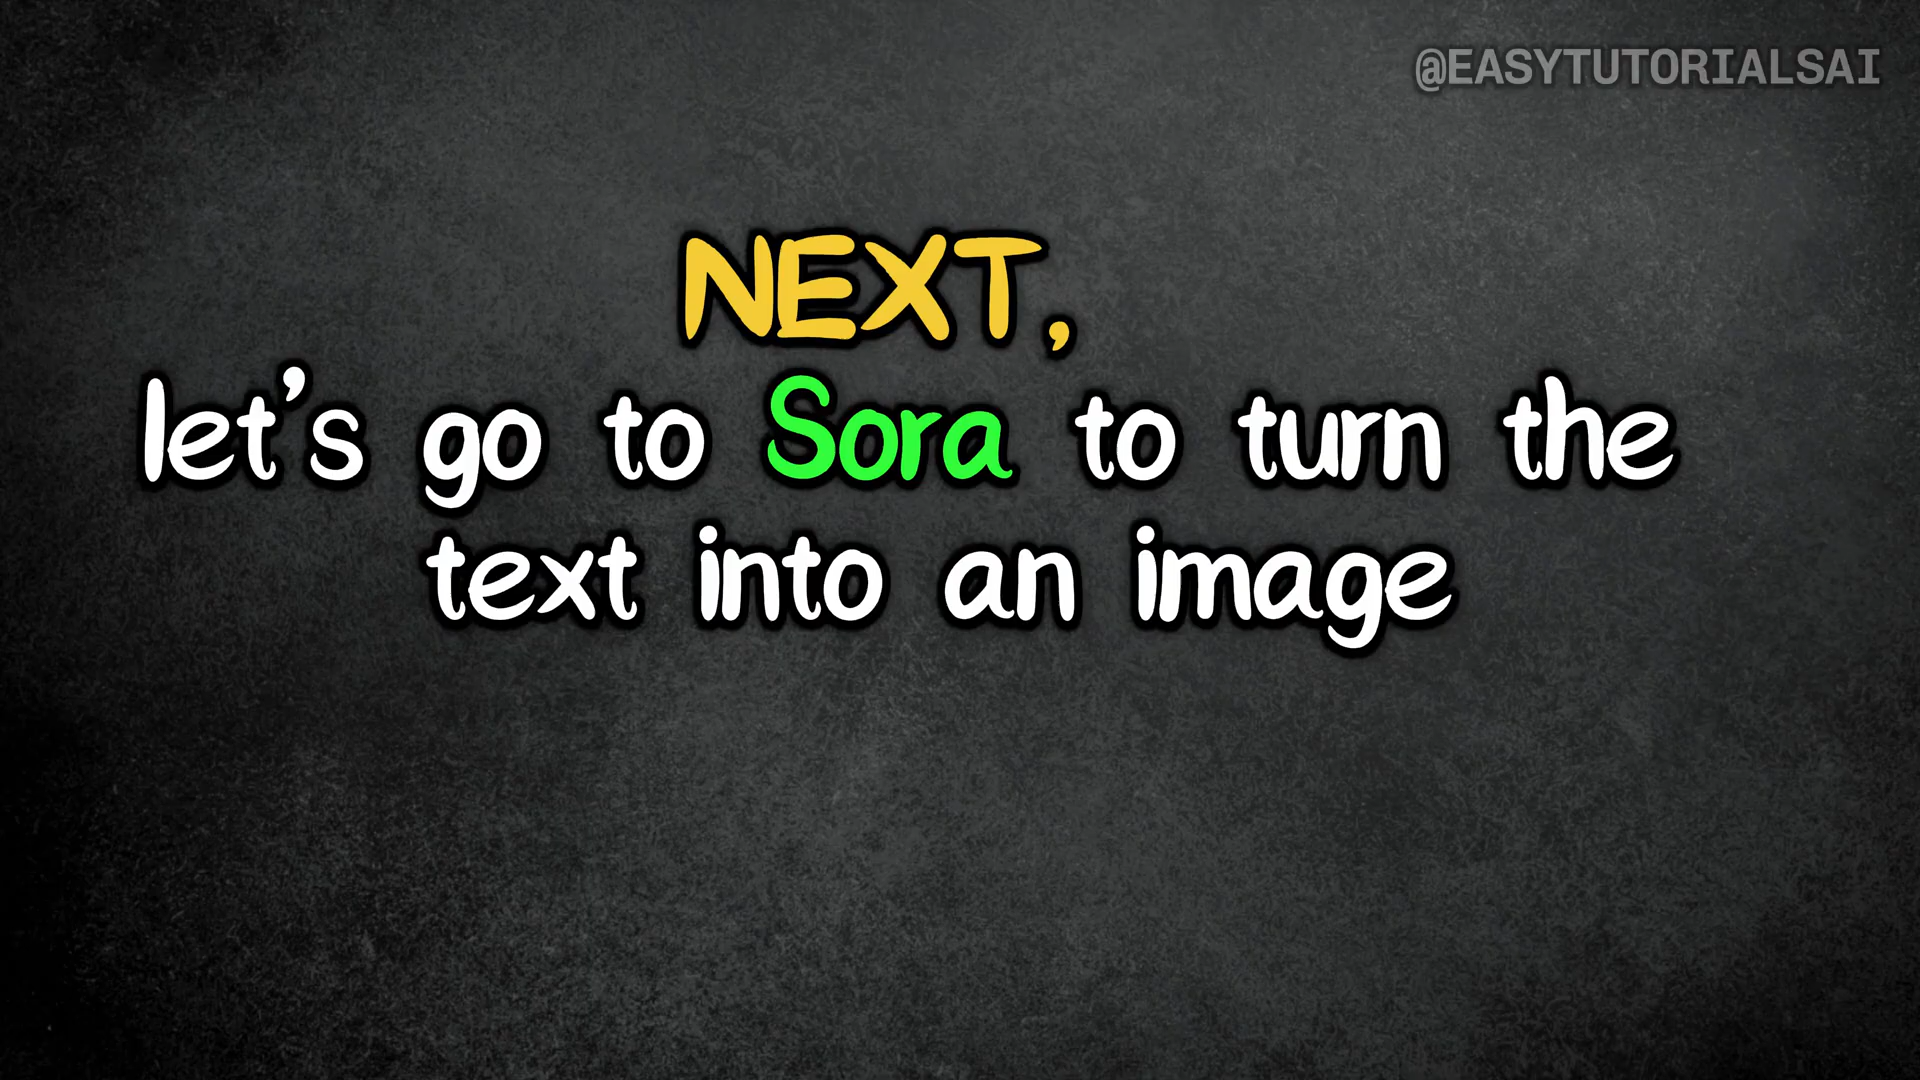 @EASYTUTORIALSAI
NEXT,
let's go to Sora to turn the
text into an image